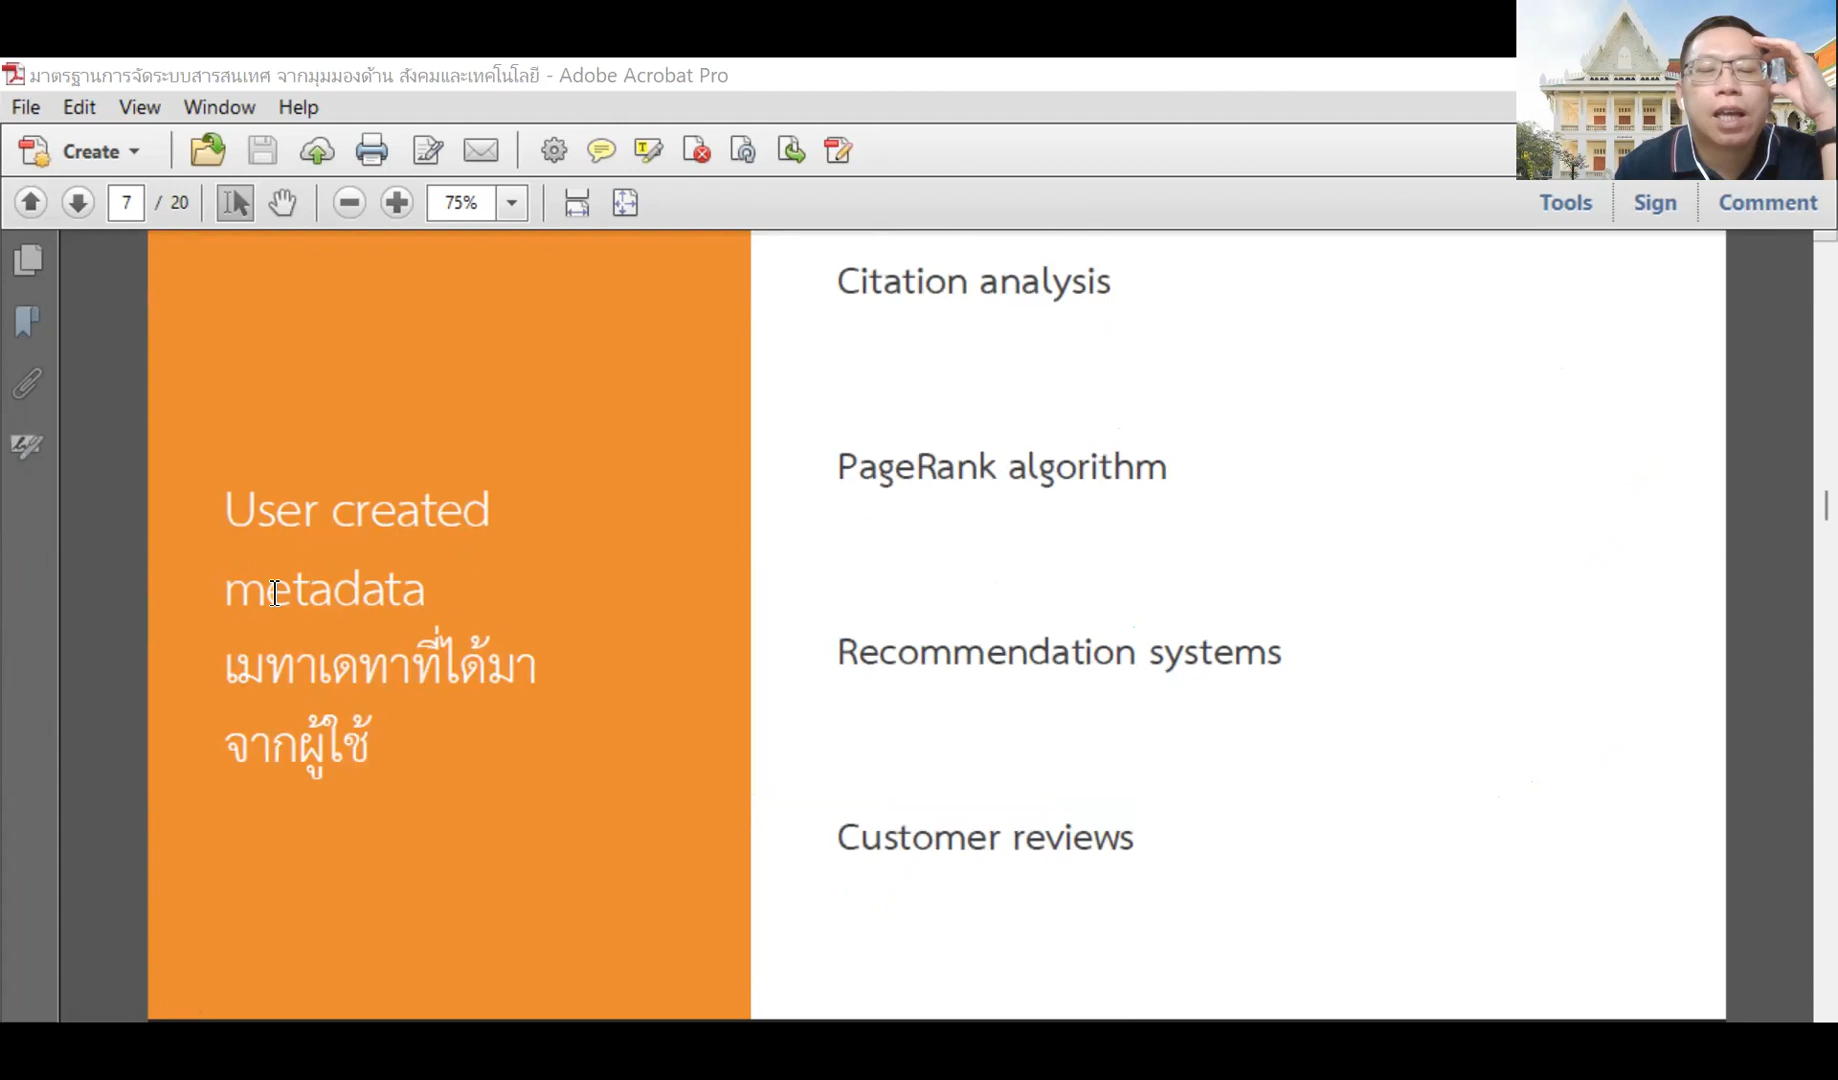 มาตรฐานการจัดระบบสารสนเทศ จากมุมมองด้าน สังคมและเทคโนโลยี - Adobe Acrobat Pro
File Edit View Window Help
Create
7 / 20 75% Tools Sign Comment
User created
metadata
เมทาเดทาที่ได้มา
จากผู้ใช้
Citation analysis
PageRank algorithm
Recommendation systems
Customer reviews